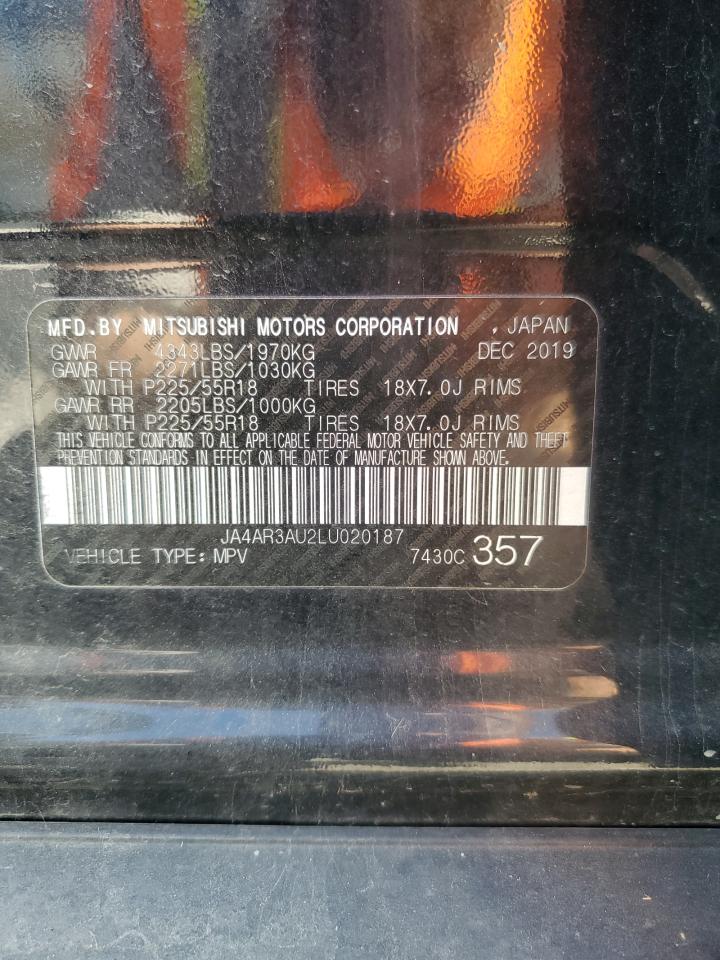 MFD.BY MITSUBISHI MOTORS CORPORATION , JAPAN
GVWR 4343LBS/1970KG DEC 2019
GAWR FR 2271LBS/1030KG
WITH P225/55R18 TIRES 18X7.0J RIMS
GAWR RR 2205LBS/1000KG
WITH P225/55R18 TIRES 18X7.0J RIMS
THIS VEHICLE CONFORMS TO ALL APPLICABLE FEDERAL MOTOR VEHICLE SAFETY AND THEFT
PREVENTION STANDARDS IN EFFECT ON THE DATE OF MANUFACTURE SHOWN ABOVE.
JA4AR3AU2LU020187
VEHICLE TYPE: MPV 7430C 357